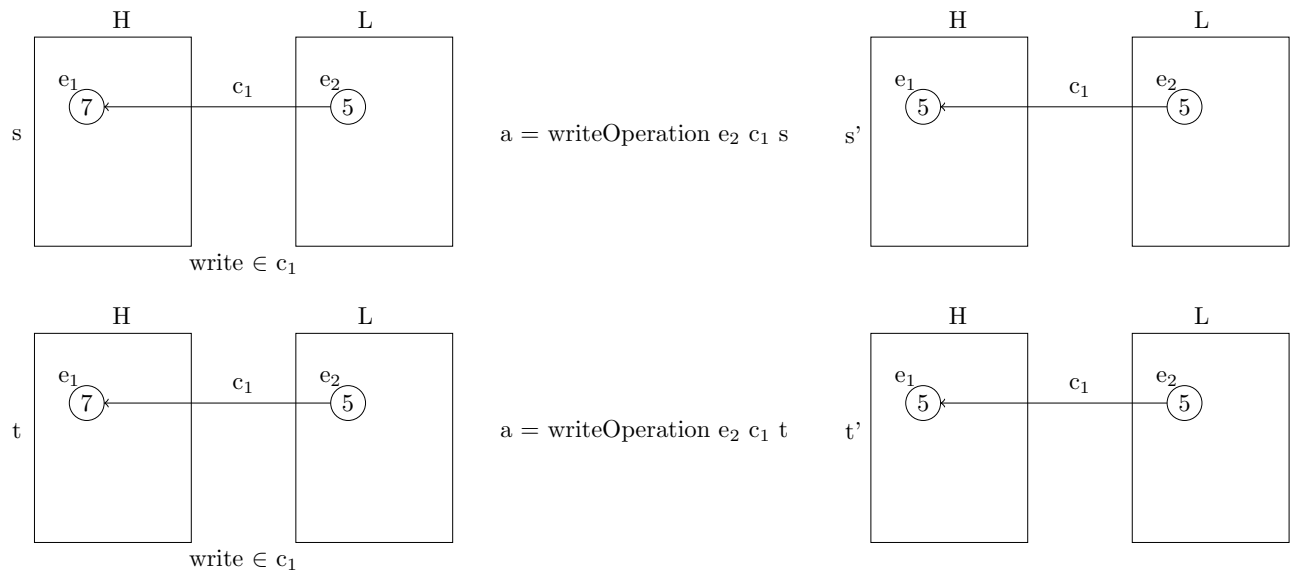 H L H L
e₁ 7 c₁ e₂ 5 e₁ 5 c₁ e₂ 5
s a = writeOperation e₂ c₁ s s'
write ∈ c₁
H L H L
e₁ 7 c₁ e₂ 5 e₁ 5 c₁ e₂ 5
t a = writeOperation e₂ c₁ t t'
write ∈ c₁